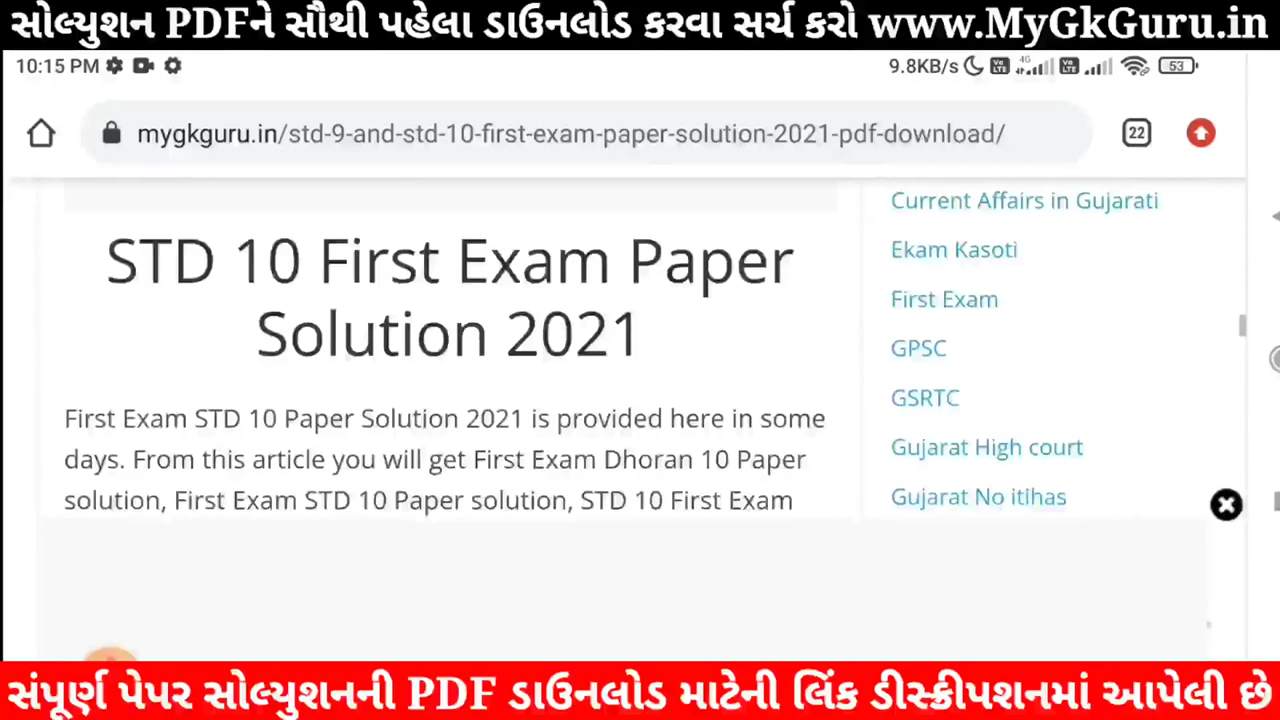 સોલ્યુશન PDFને સૌથી પહેલા ડાઉનલોડ કરવા સર્ચ કરો www.MyGkGuru.in
10:15 PM 9.8KB/s 4G Vo LTE Vo LTE 53
mygkguru.in/std-9-and-std-10-first-exam-paper-solution-2021-pdf-download/ 22
STD 10 First Exam Paper
Solution 2021
First Exam STD 10 Paper Solution 2021 is provided here in some
days. From this article you will get First Exam Dhoran 10 Paper
solution, First Exam STD 10 Paper solution, STD 10 First Exam
Current Affairs in Gujarati
Ekam Kasoti
First Exam
GPSC
GSRTC
Gujarat High court
Gujarat No itihas
સંપૂર્ણ પેપર સોલ્યુશનની PDF ડાઉનલોડ માટેની લિંક ડીસ્ક્રીપશનમાં આપેલી છે